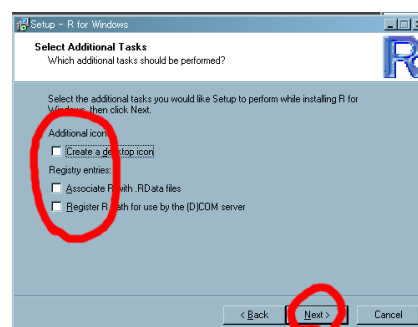 Setup - R for Windows
Select Additional Tasks
Which additional tasks should be performed?
R
Select the additional tasks you would like Setup to perform while installing R for
Windows, then click Next.
Additional icons:
Create a desktop icon
Registry entries:
Associate R with .RData files
Register R path for use by the (D)COM server
< Back
Next >
Cancel